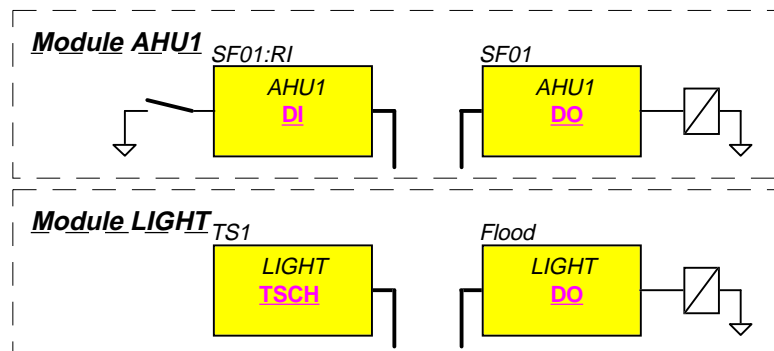 Module AHU1
SF01:RI
SF01
AHU1
DI
AHU1
DO
Module LIGHT
TS1
Flood
LIGHT
TSCH
LIGHT
DO